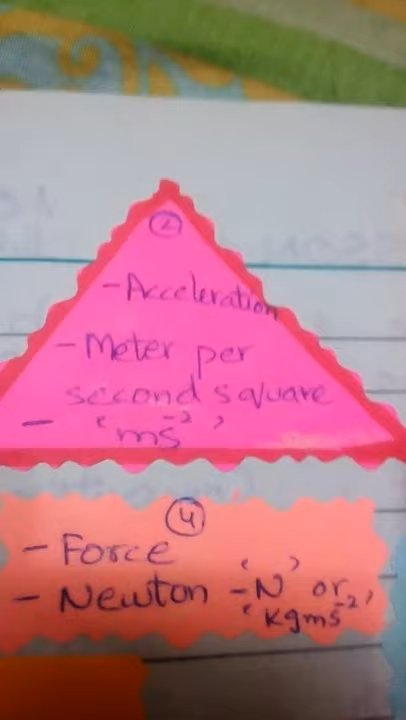 2
- Acceleration
- Meter per
second square
- 'ms⁻²'
4
- Force
- Newton - 'N' or
'kgms⁻²'